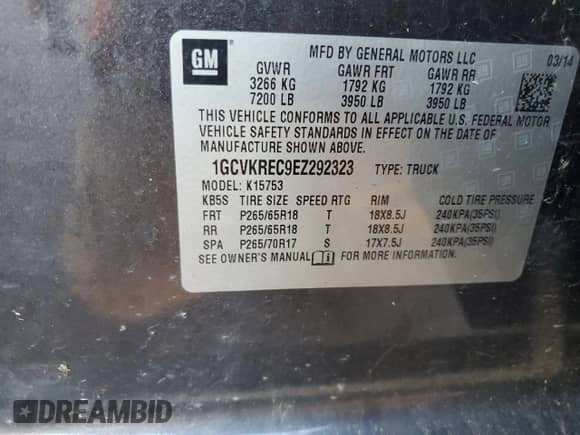 GM
MFD BY GENERAL MOTORS LLC 03/14
GVWR GAWR FRT GAWR RR
3266 KG 1792 KG 1792 KG
7200 LB 3950 LB 3950 LB
THIS VEHICLE CONFORMS TO ALL APPLICABLE U.S. FEDERAL MOTOR
VEHICLE SAFETY STANDARDS IN EFFECT ON THE DATE OF
MANUFACTURE SHOWN ABOVE.
1GCVKREC9EZ292323 TYPE: TRUCK
MODEL: K15753
KB5S TIRE SIZE SPEED RTG RIM COLD TIRE PRESSURE
FRT P265/65R18 T 18X8.5J 240KPA(35PSI)
RR P265/65R18 T 18X8.5J 240KPA(35PSI)
SPA P265/70R17 S 17X7.5J 240KPA(35PSI)
SEE OWNER'S MANUAL FOR MORE INFORMATION.
DREAMBID